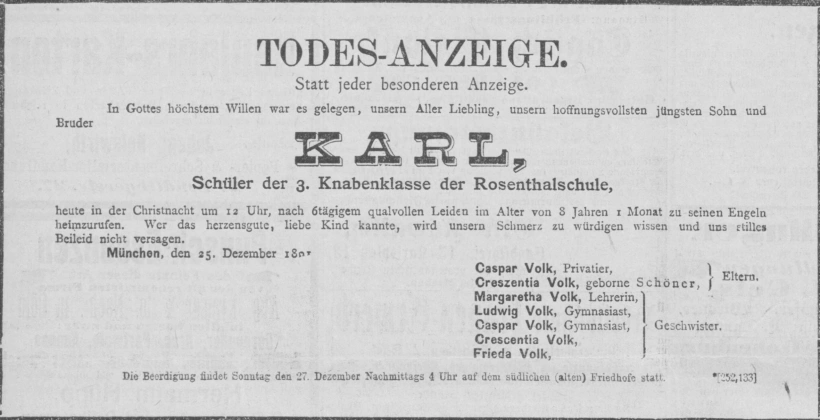 TODES-ANZEIGE.
Statt jeder besonderen Anzeige.
In Gottes höchstem Willen war es gelegen, unsern Aller Liebling, unsern hoffnungsvollsten jüngsten Sohn und
Bruder
KARL,
Schüler der 3. Knabenklasse der Rosenthalschule,
heute in der Christnacht um 12 Uhr, nach 6tägigem qualvollen Leiden im Alter von 8 Jahren 1 Monat zu seinen Engeln
heimzurufen. Wer das herzensgute, liebe Kind kannte, wird unsern Schmerz zu würdigen wissen und uns stilles
Beileid nicht versagen.
München, den 25. Dezember
Caspar Volk, Privatier,
Creszentia Volk, geborne Schöner, } Eltern.
Margaretha Volk, Lehrerin,
Ludwig Volk, Gymnasiast,
Caspar Volk, Gymnasiast, } Geschwister.
Crescentia Volk,
Frieda Volk,
Die Beerdigung findet Sonntag den 27. Dezember Nachmittags 4 Uhr auf dem südlichen (alten) Friedhofe statt. *[252,133]